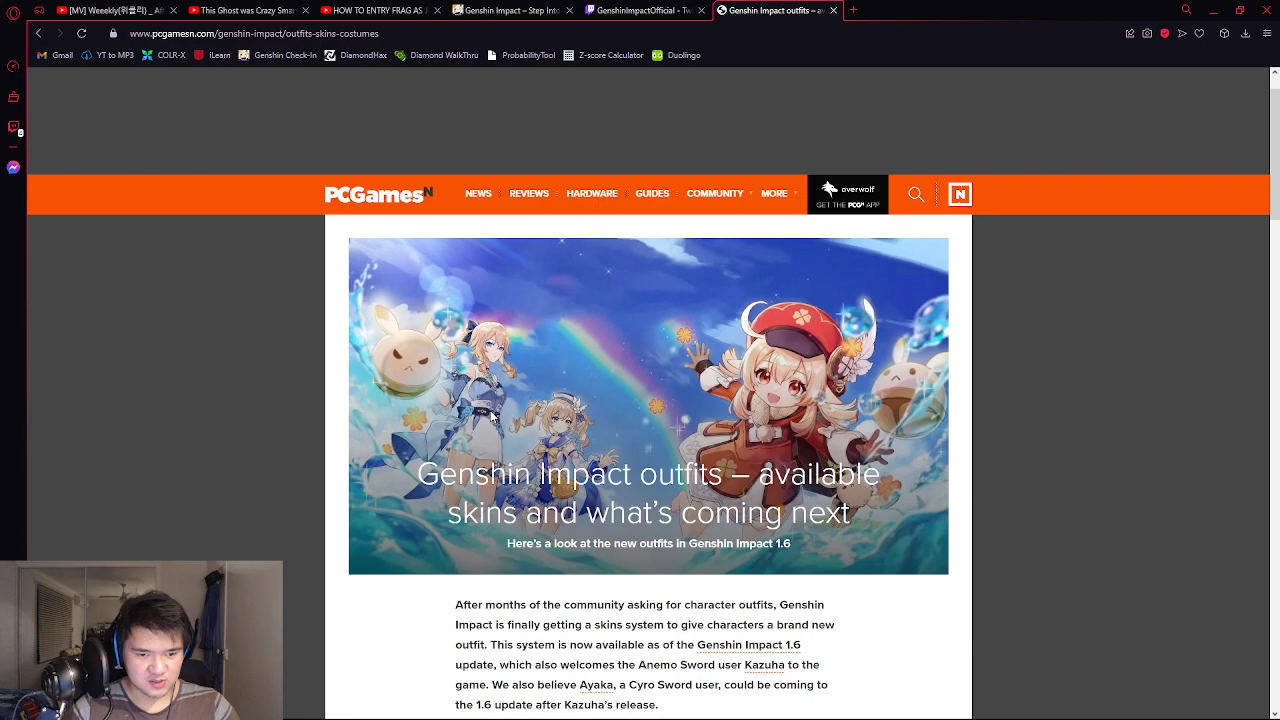 [MV] Weeekly(위클리) _ Aft
This Ghost was Crazy Smar
HOW TO ENTRY FRAG AS J
Genshin Impact – Step Into
GenshinImpactOfficial - Tw
Genshin Impact outfits – av
www.pcgamesn.com/genshin-impact/outfits-skins-costumes
Gmail
YT to MP3
COLR-X
iLearn
Genshin Check-In
DiamondHax
Diamond WalkThru
ProbabilityTool
Z-score Calculator
Duolingo
PCGamesN
NEWS
REVIEWS
HARDWARE
GUIDES
COMMUNITY
MORE
overwolf
GET THE PCGN APP
N
Genshin Impact outfits – available
skins and what's coming next
Here's a look at the new outfits in Genshin Impact 1.6
After months of the community asking for character outfits, Genshin
Impact is finally getting a skins system to give characters a brand new
outfit. This system is now available as of the Genshin Impact 1.6
update, which also welcomes the Anemo Sword user Kazuha to the
game. We also believe Ayaka, a Cyro Sword user, could be coming to
the 1.6 update after Kazuha's release.